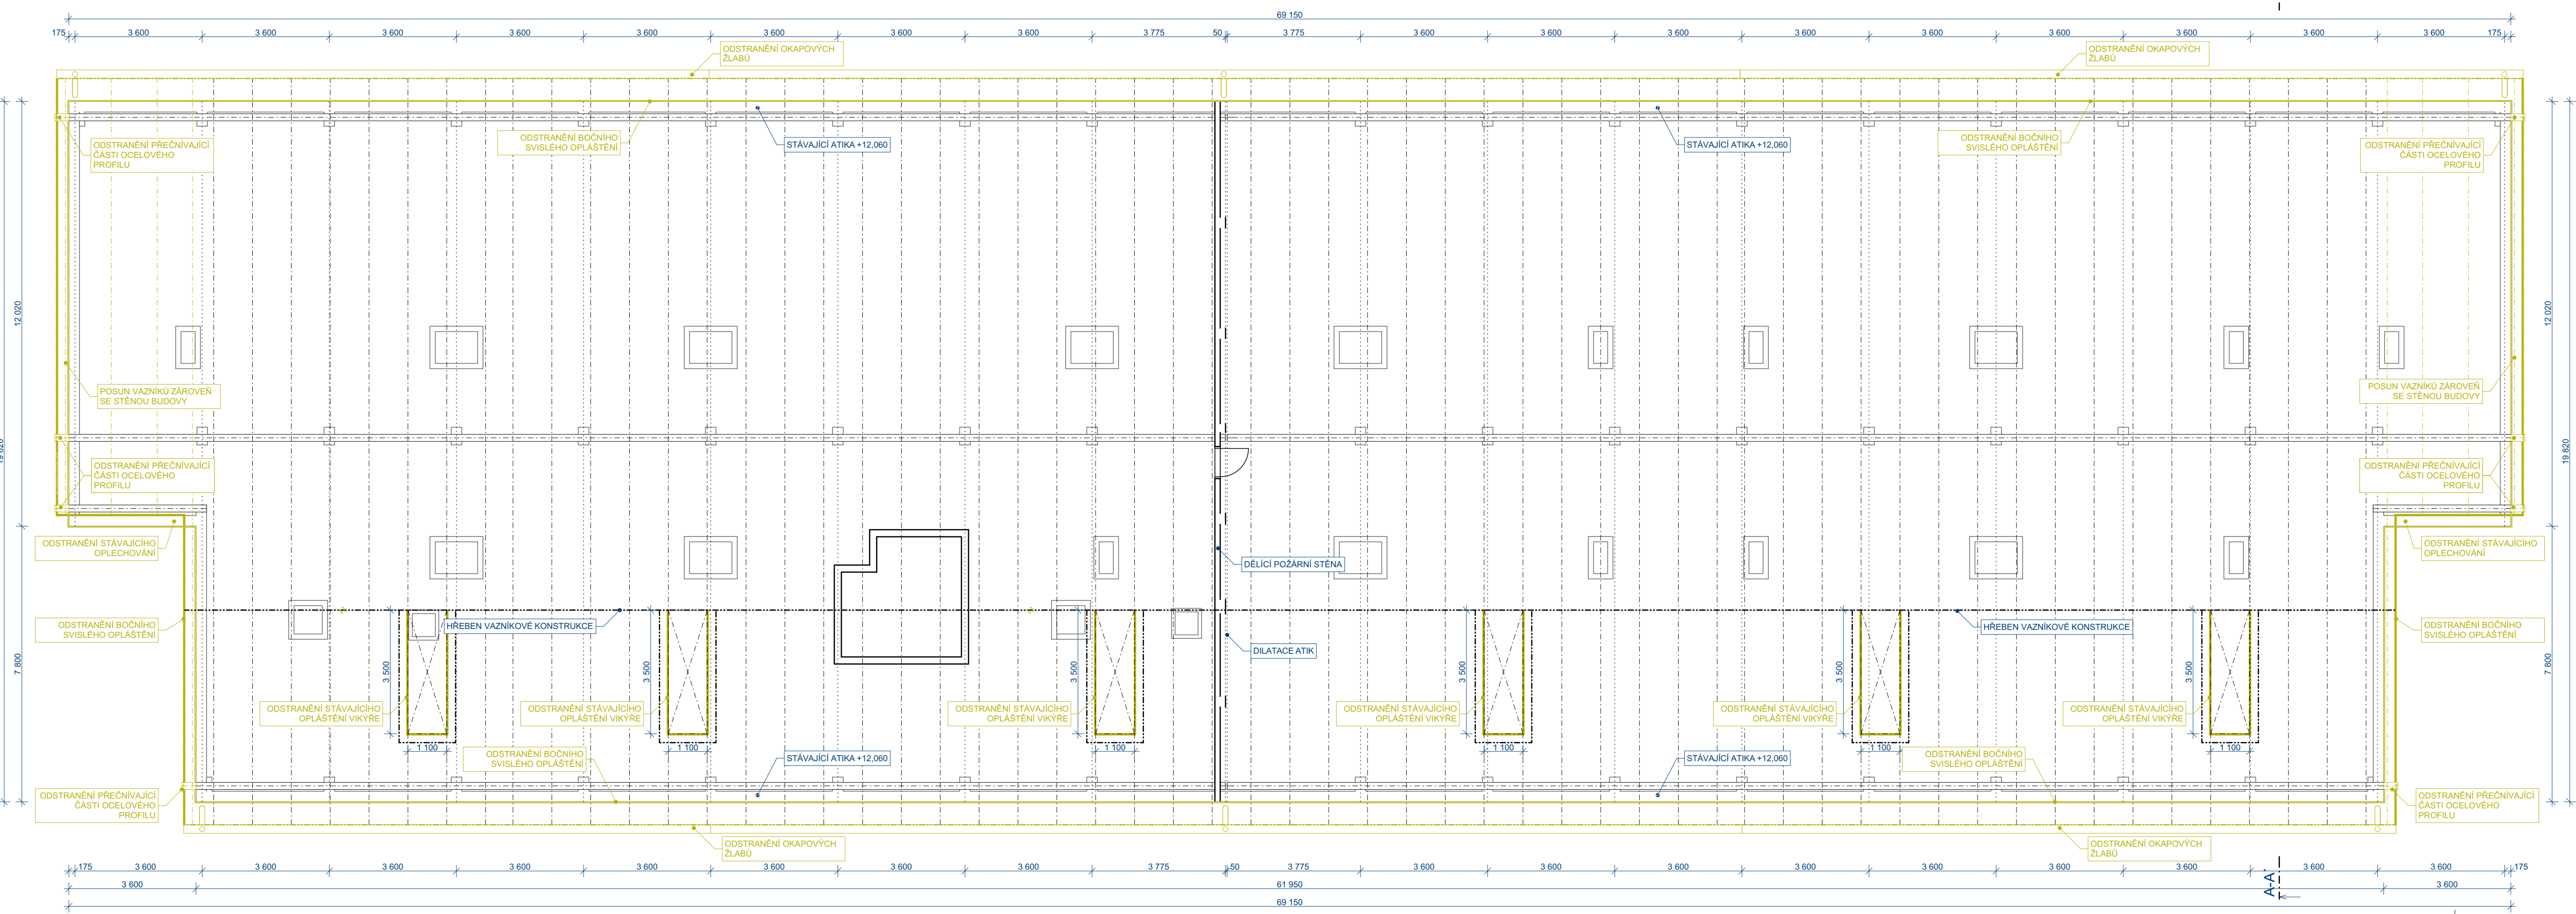 69 150
175 3 600 3 600 3 600 3 600 3 600 3 600 3 600 3 600 3 775 50 3 775 3 600 3 600 3 600 3 600 3 600 3 600 3 600 3 600 3 600 175
ODSTRANĚNÍ OKAPOVÝCH
ŽLABŮ
ODSTRANĚNÍ OKAPOVÝCH
ŽLABŮ
ODSTRANĚNÍ PŘEČNÍVAJÍCÍ
ČÁSTI OCELOVÉHO
PROFILU
ODSTRANĚNÍ BOČNÍHO
SVISLÉHO OPLÁŠTĚNÍ
STÁVAJÍCÍ ATIKA +12,060
STÁVAJÍCÍ ATIKA +12,060
ODSTRANĚNÍ BOČNÍHO
SVISLÉHO OPLÁŠTĚNÍ
ODSTRANĚNÍ PŘEČNÍVAJÍCÍ
ČÁSTI OCELOVÉHO
PROFILU
12 020
12 020
POSUN VAZNÍKŮ ZÁROVEŇ
SE STĚNOU BUDOVY
POSUN VAZNÍKŮ ZÁROVEŇ
SE STĚNOU BUDOVY
19 820
19 820
ODSTRANĚNÍ PŘEČNÍVAJÍCÍ
ČÁSTI OCELOVÉHO
PROFILU
ODSTRANĚNÍ PŘEČNÍVAJÍCÍ
ČÁSTI OCELOVÉHO
PROFILU
ODSTRANĚNÍ STÁVAJÍCÍHO
OPLECHOVÁNÍ
DĚLÍCÍ POŽÁRNÍ STĚNA
ODSTRANĚNÍ STÁVAJÍCÍHO
OPLECHOVÁNÍ
ODSTRANĚNÍ BOČNÍHO
SVISLÉHO OPLÁŠTĚNÍ
HŘEBEN VAZNÍKOVÉ KONSTRUKCE
HŘEBEN VAZNÍKOVÉ KONSTRUKCE
ODSTRANĚNÍ BOČNÍHO
SVISLÉHO OPLÁŠTĚNÍ
DILATACE ATIK
7 800
3 500
3 500
3 500
3 500
3 500
3 500
7 800
ODSTRANĚNÍ STÁVAJÍCÍHO
OPLÁŠTĚNÍ VIKÝŘE
ODSTRANĚNÍ STÁVAJÍCÍHO
OPLÁŠTĚNÍ VIKÝŘE
ODSTRANĚNÍ STÁVAJÍCÍHO
OPLÁŠTĚNÍ VIKÝŘE
ODSTRANĚNÍ STÁVAJÍCÍHO
OPLÁŠTĚNÍ VIKÝŘE
ODSTRANĚNÍ STÁVAJÍCÍHO
OPLÁŠTĚNÍ VIKÝŘE
ODSTRANĚNÍ STÁVAJÍCÍHO
OPLÁŠTĚNÍ VIKÝŘE
1 100
1 100
1 100
1 100
1 100
1 100
ODSTRANĚNÍ BOČNÍHO
SVISLÉHO OPLÁŠTĚNÍ
STÁVAJÍCÍ ATIKA +12,060
STÁVAJÍCÍ ATIKA +12,060
ODSTRANĚNÍ BOČNÍHO
SVISLÉHO OPLÁŠTĚNÍ
ODSTRANĚNÍ PŘEČNÍVAJÍCÍ
ČÁSTI OCELOVÉHO
PROFILU
ODSTRANĚNÍ PŘEČNÍVAJÍCÍ
ČÁSTI OCELOVÉHO
PROFILU
ODSTRANĚNÍ OKAPOVÝCH
ŽLABŮ
ODSTRANĚNÍ OKAPOVÝCH
ŽLABŮ
175 3 600 3 600 3 600 3 600 3 600 3 600 3 600 3 600 3 775 50 3 775 3 600 3 600 3 600 3 600 3 600 3 600 3 600 3 600 3 600 175
3 600 61 950 3 600
A-A'
69 150